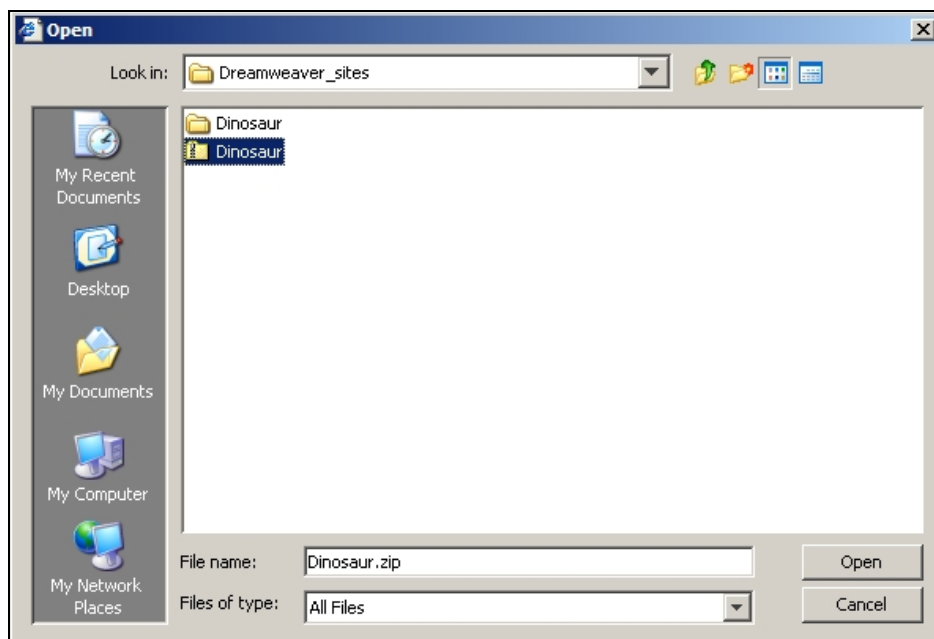 Open
Look in:
Dreamweaver_sites
Dinosaur
Dinosaur
My Recent
Documents
Desktop
My Documents
My Computer
My Network
Places
File name:
Dinosaur.zip
Open
Files of type:
All Files
Cancel